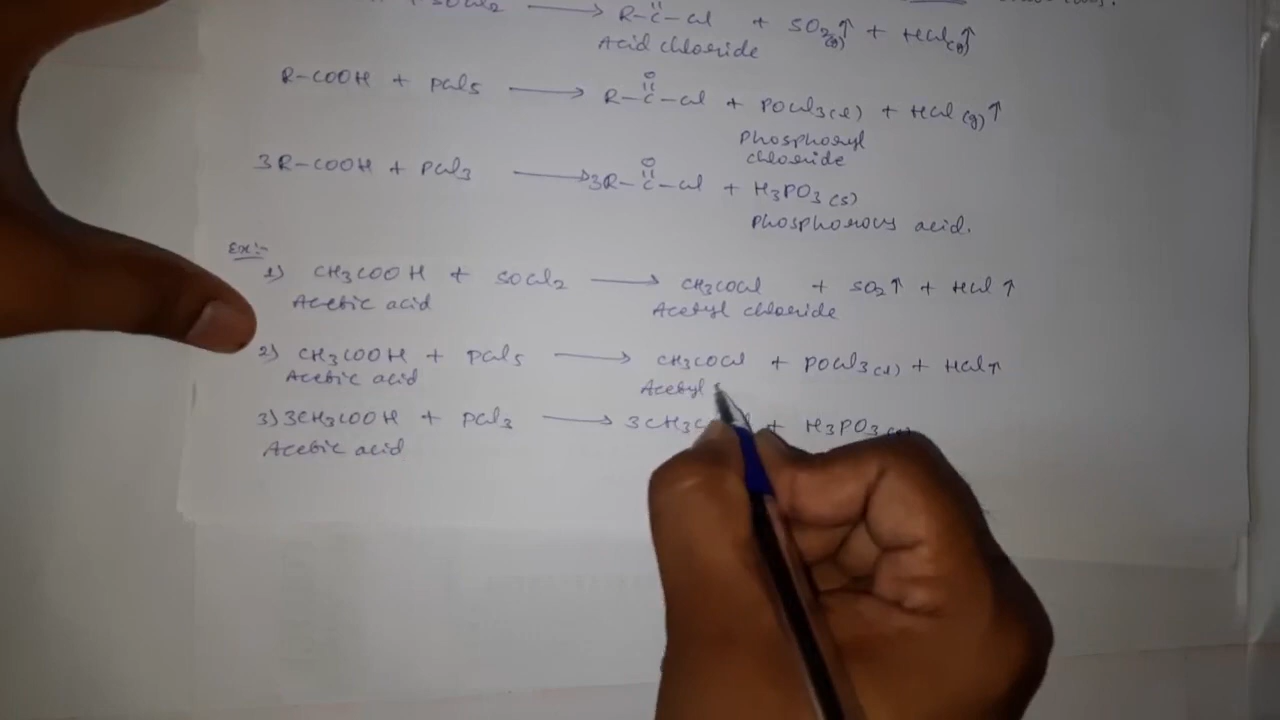 + SOCl2 ⟶ R-C-Cl + SO2(g)↑ + HCl(g)↑
Acid chloride
O
R-COOH + PCl5 ⟶ R-C-Cl + POCl3(l) + HCl(g)↑
Phosphoryl
chloride
O
3R-COOH + PCl3 ⟶ 3R-C-Cl + H3PO3(s)
Phosphorous acid.
Ex:-
1) CH3COOH + SOCl2 ⟶ CH3COCl + SO2↑ + HCl↑
Acetic acid Acetyl chloride
2) CH3COOH + PCl5 ⟶ CH3COCl + POCl3(l) + HCl↑
Acetic acid Acetyl
3) 3CH3COOH + PCl3 ⟶ + H3PO3
Acetic acid